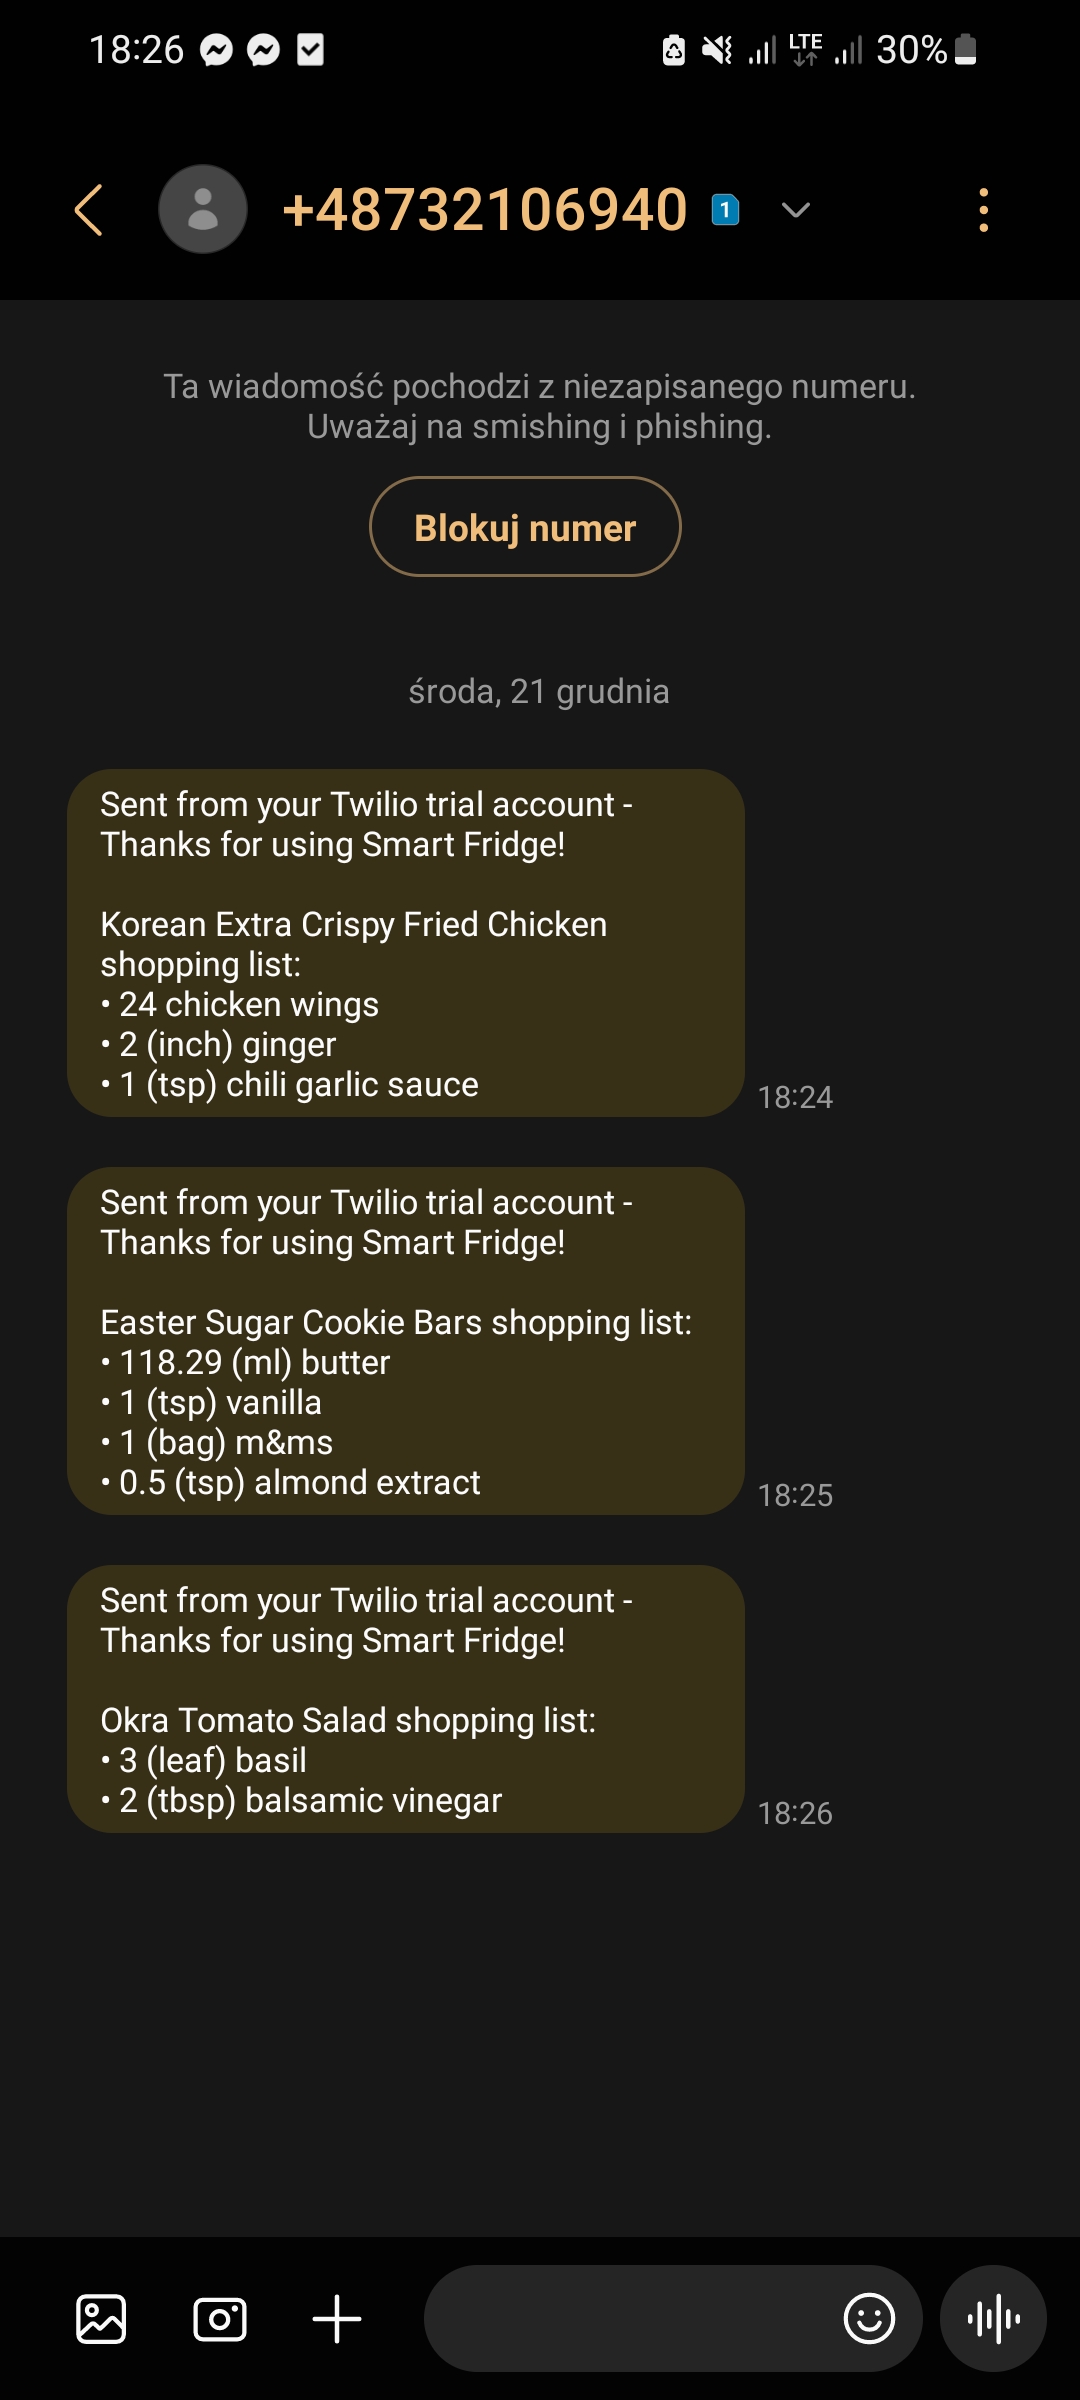 18:26 LTE 30%
+48732106940 1
Ta wiadomość pochodzi z niezapisanego numeru.
Uważaj na smishing i phishing.
Blokuj numer
środa, 21 grudnia
Sent from your Twilio trial account -
Thanks for using Smart Fridge!
Korean Extra Crispy Fried Chicken
shopping list:
• 24 chicken wings
• 2 (inch) ginger
• 1 (tsp) chili garlic sauce
18:24
Sent from your Twilio trial account -
Thanks for using Smart Fridge!
Easter Sugar Cookie Bars shopping list:
• 118.29 (ml) butter
• 1 (tsp) vanilla
• 1 (bag) m&ms
• 0.5 (tsp) almond extract
18:25
Sent from your Twilio trial account -
Thanks for using Smart Fridge!
Okra Tomato Salad shopping list:
• 3 (leaf) basil
• 2 (tbsp) balsamic vinegar
18:26